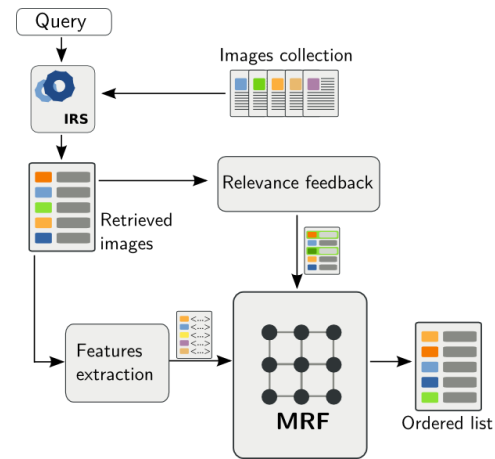 Query
Images collection
IRS
Retrieved
images
Relevance feedback
Features
extraction
<...>
<...>
<...>
<...>
<...>
MRF
Ordered list